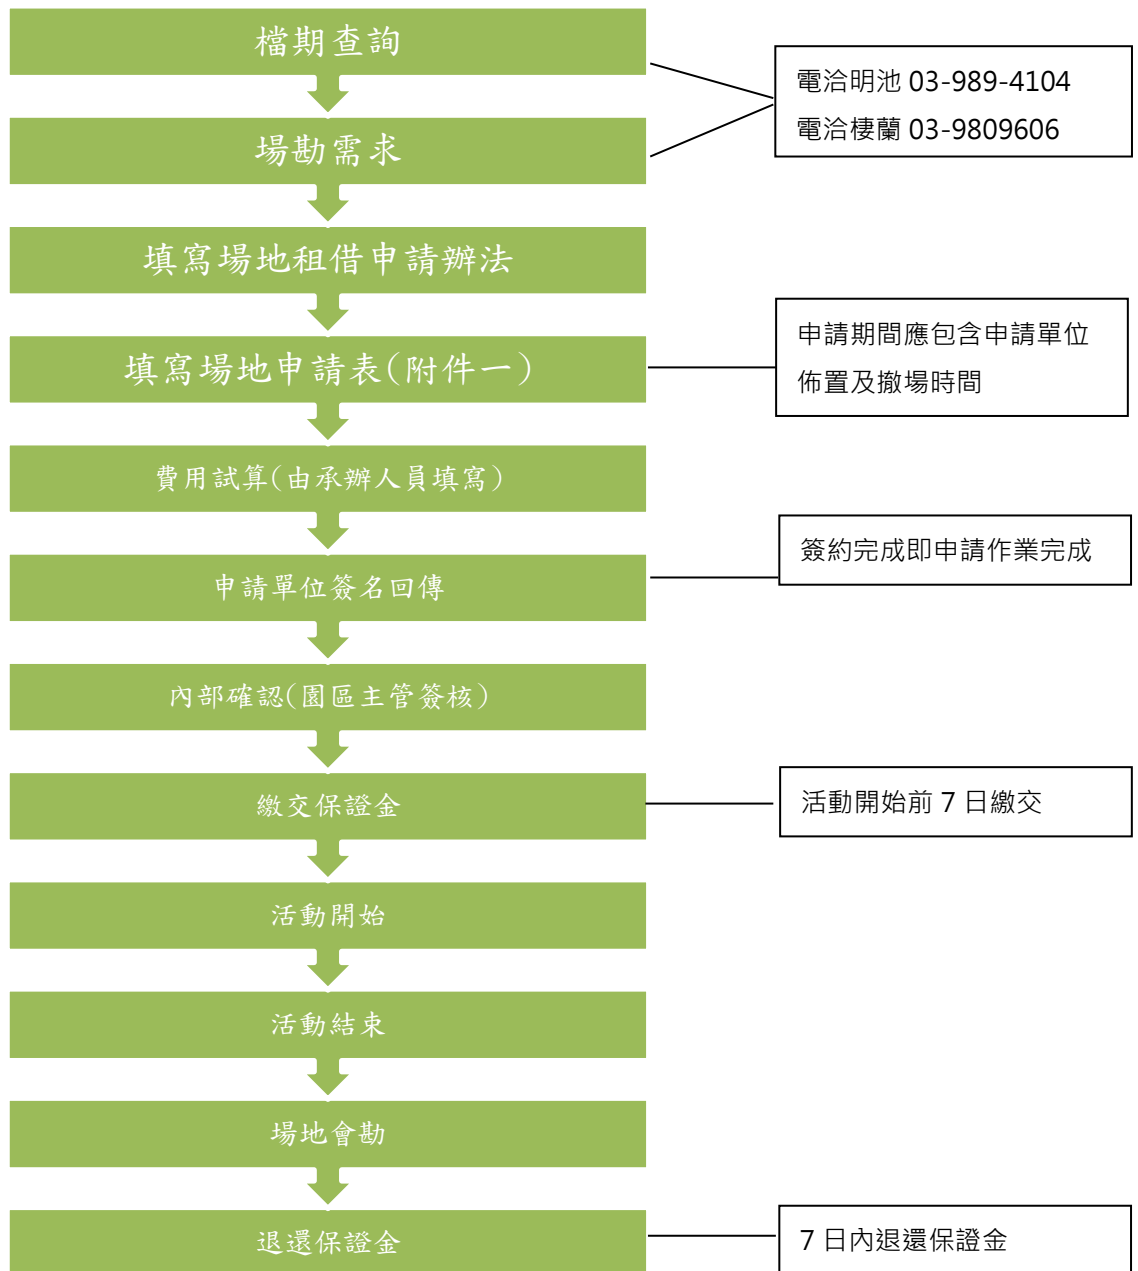 檔期查詢
電洽明池 03-989-4104
電洽棲蘭 03-9809606
場勘需求
填寫場地租借申請辦法
填寫場地申請表(附件一)
申請期間應包含申請單位
佈置及撤場時間
費用試算(由承辦人員填寫)
申請單位簽名回傳
簽約完成即申請作業完成
內部確認(園區主管簽核)
繳交保證金
活動開始前 7 日繳交
活動開始
活動結束
場地會勘
退還保證金
7 日內退還保證金